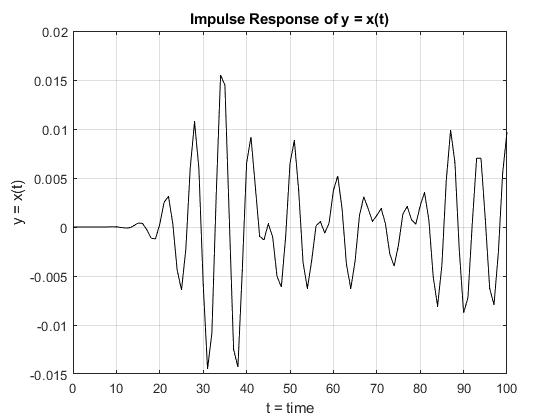 Impulse Response of y = x(t)
0.02
0.015
0.01
0.005
0
-0.005
-0.01
-0.015
y = x(t)
0 10 20 30 40 50 60 70 80 90 100
t = time